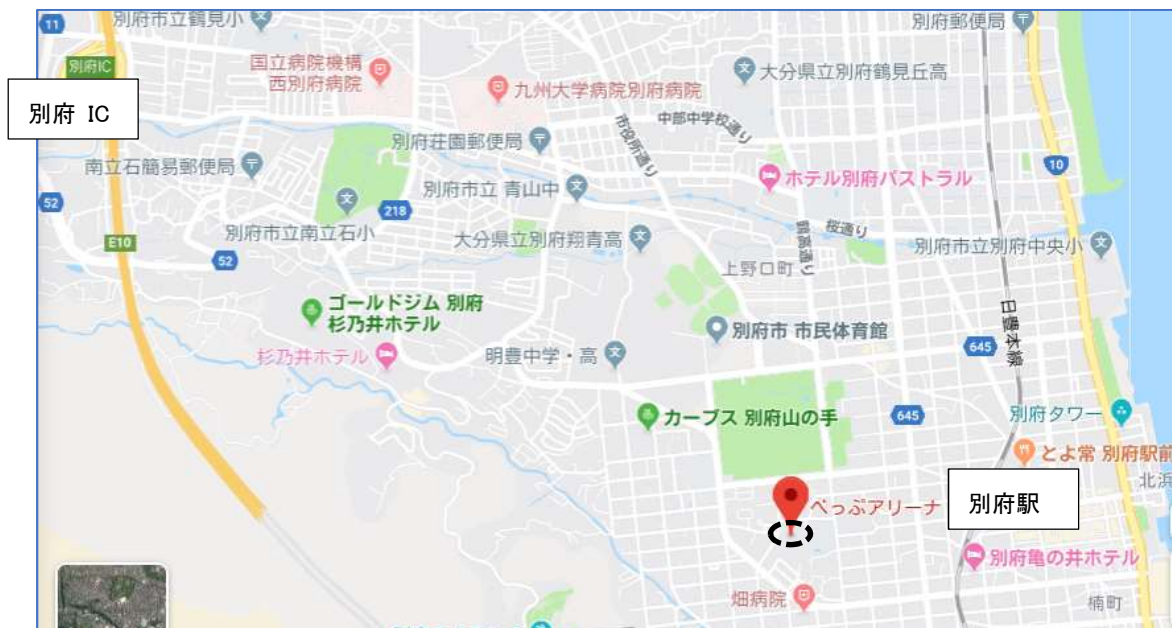 別府市立鶴見小
別府郵便局
11
別府IC
国立病院機構
西別府病院
九州大学病院別府病院
大分県立別府鶴見丘高
別府 IC
市役所通り
中部中学校通り
別府荘園郵便局
南立石簡易郵便局
10
ホテル別府パストラル
別府市立 青山中
52
218
別府市立南立石小
大分県立別府翔青高
鶴高通り
桜通り
別府市立別府中央小
E10
52
上野口町
ゴールドジム 別府
杉乃井ホテル
日豊本線
別府市 市民体育館
杉乃井ホテル
明豊中学・高
645
カーブス 別府山の手
645
別府タワー
とよ常 別府駅前
北浜
べっぷアリーナ
別府駅
別府亀の井ホテル
畑病院
楠町